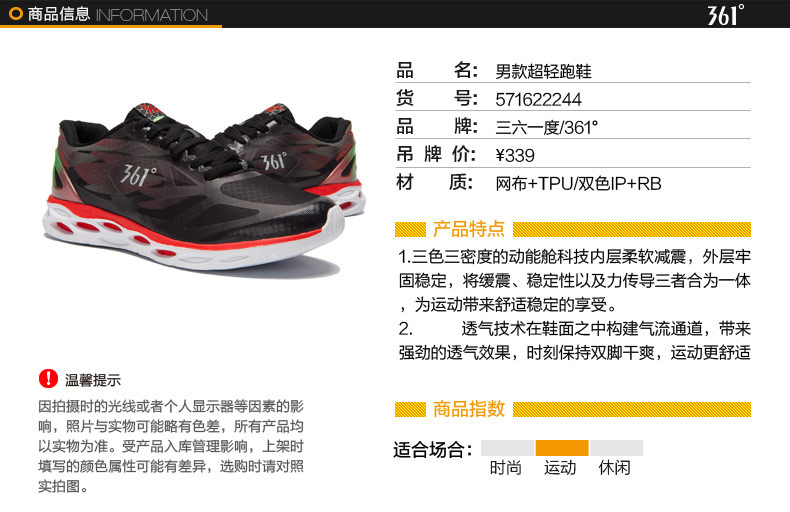 商品信息 INFORMATION
361°
361°
361°
品 名: 男款超轻跑鞋
货 号: 571622244
品 牌: 三六一度/361°
吊 牌 价: ¥339
材 质: 网布+TPU/双色IP+RB
产品特点
1.三色三密度的动能舱科技内层柔软减震，外层牢
固稳定，将缓震、稳定性以及力传导三者合为一体
，为运动带来舒适稳定的享受。
2. 透气技术在鞋面之中构建气流通道，带来
强劲的透气效果，时刻保持双脚干爽，运动更舒适
温馨提示
因拍摄时的光线或者个人显示器等因素的影
响，照片与实物可能略有色差，所有产品均
以实物为准。受产品入库管理影响，上架时
填写的颜色属性可能有差异，选购时请对照
实拍图。
商品指数
适合场合:
时尚 运动 休闲